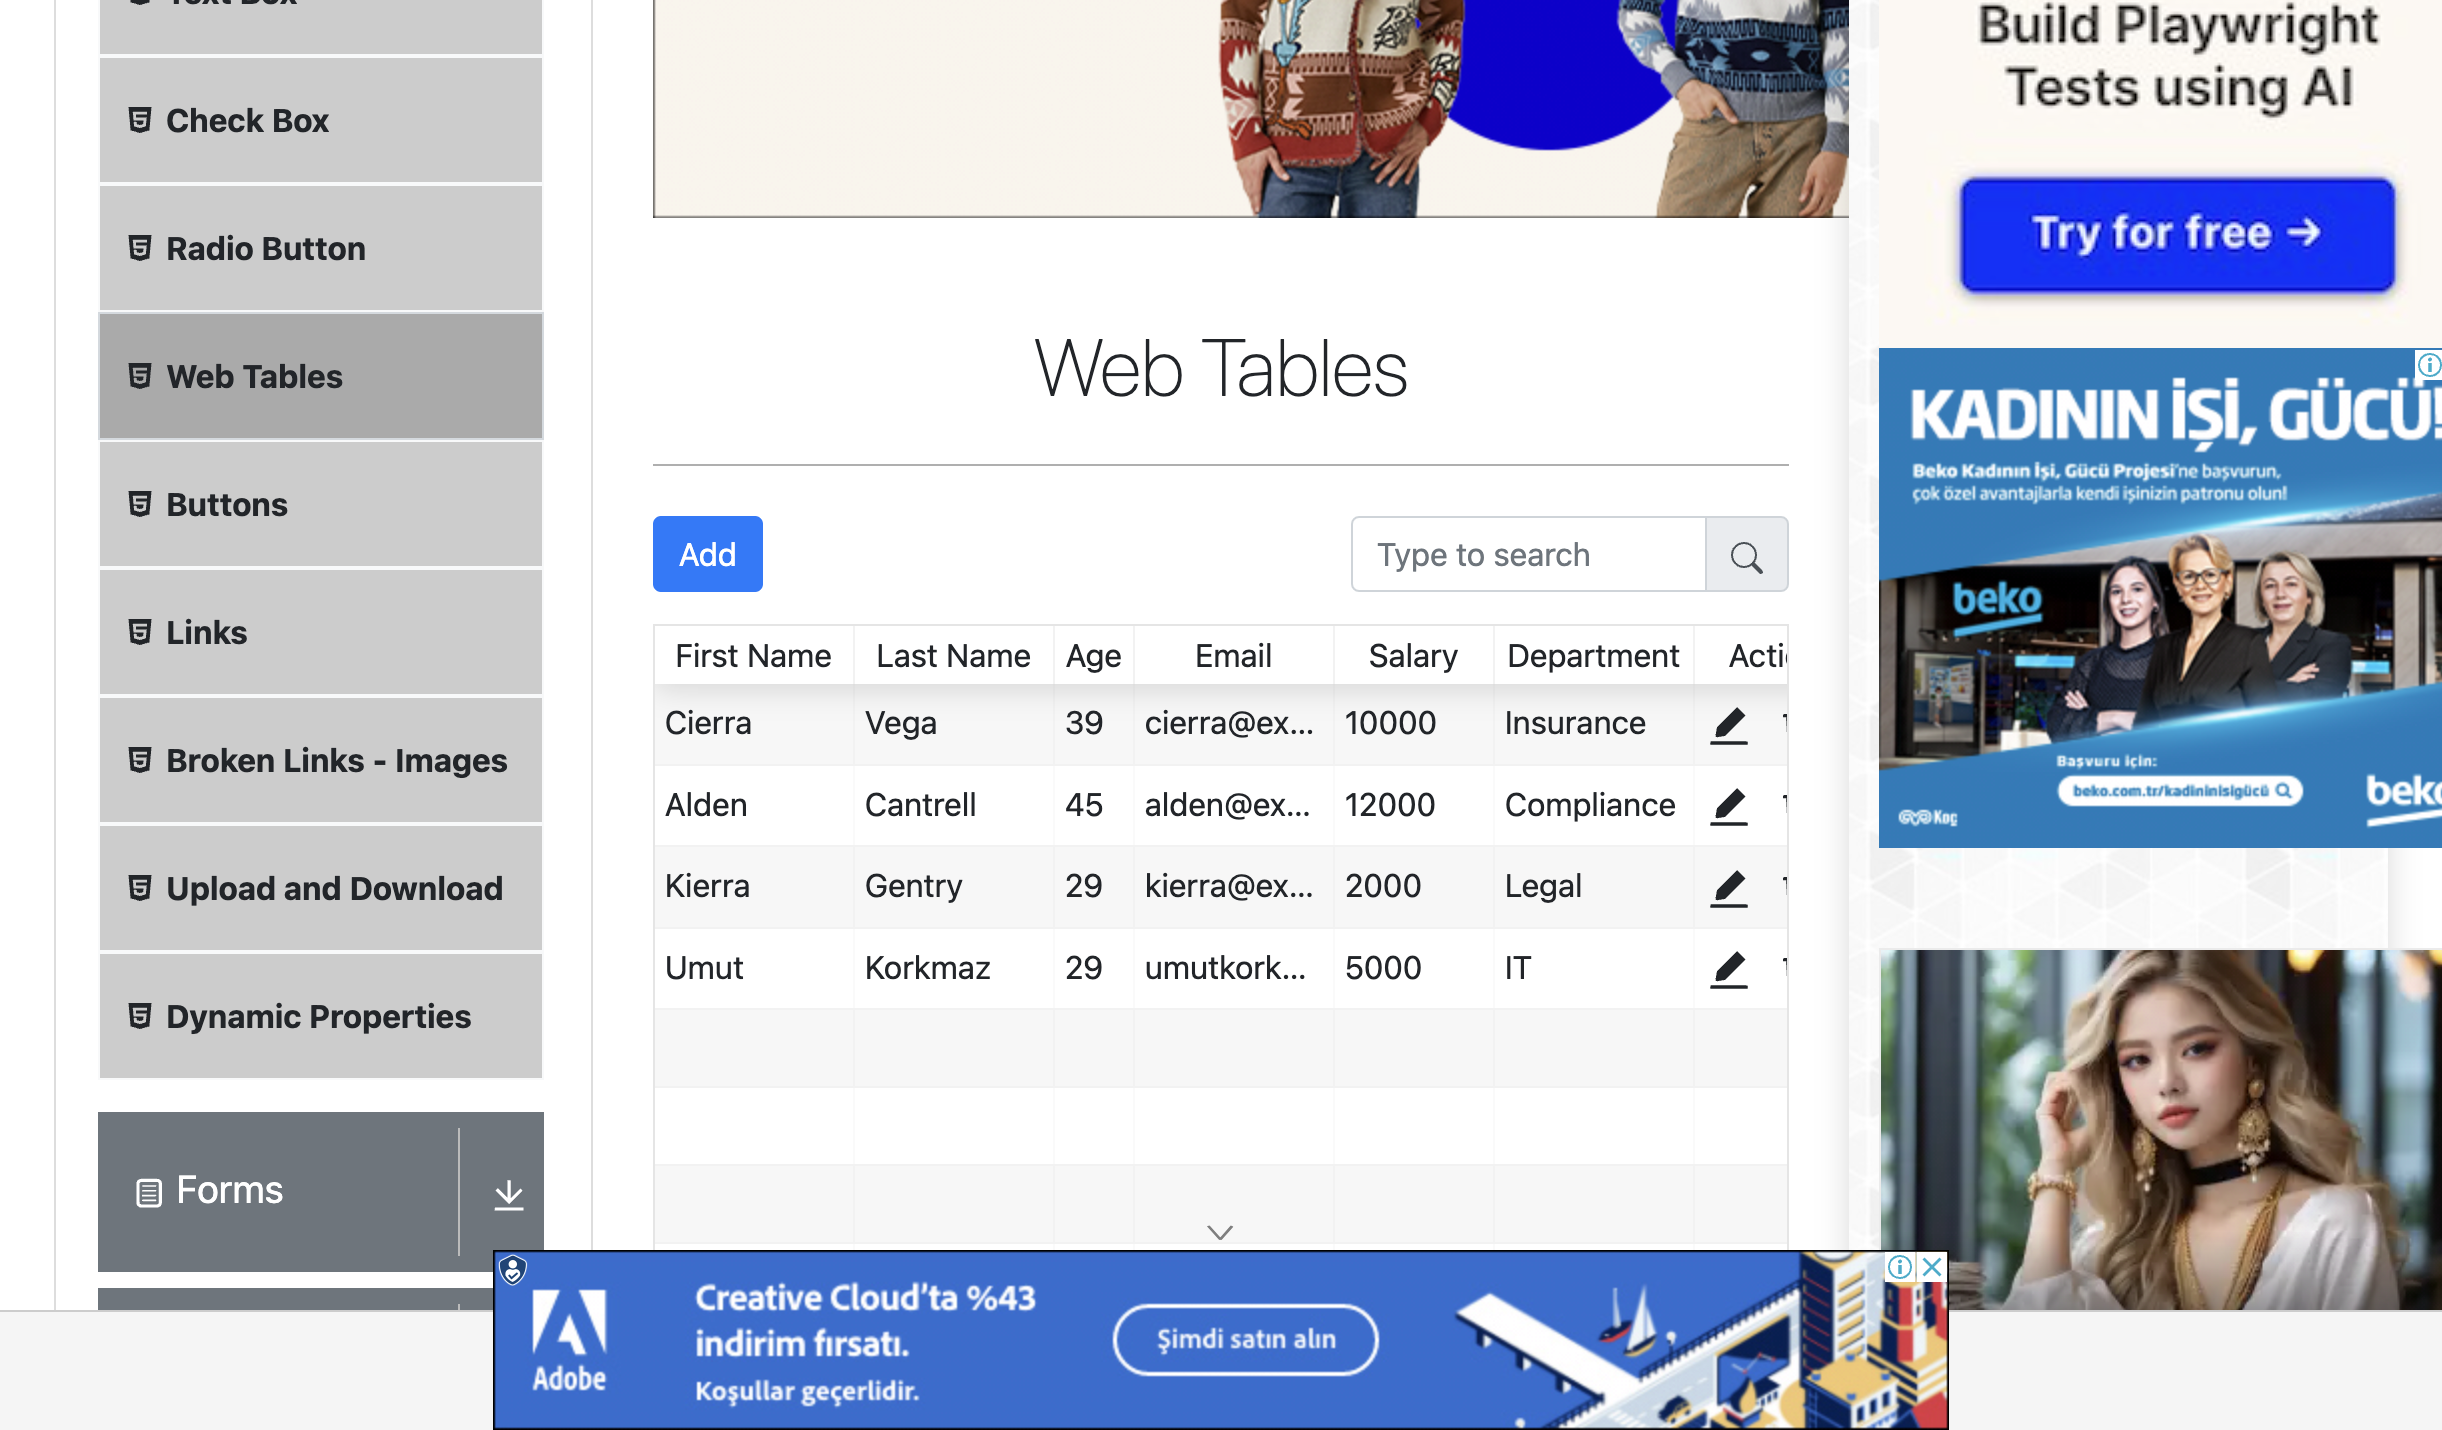 Check Box
Radio Button
Web Tables
Buttons
Links
Broken Links - Images
Upload and Download
Dynamic Properties
Forms
Web Tables
Add
Type to search
First Name Last Name Age Email Salary Department
Cierra Vega 39 cierra@ex... 10000 Insurance
Alden Cantrell 45 alden@ex... 12000 Compliance
Kierra Gentry 29 kierra@ex... 2000 Legal
Umut Korkmaz 29 umutkork... 5000 IT
Build Playwright
Tests using AI
Try for free →
KADININ İŞİ, GÜCÜ!
Beko Kadının İşi, Gücü Projesi'ne başvurun,
çok özel avantajlarla kendi işinizin patronu olun!
beko
Başvuru için:
beko.com.tr/kadininisigücü
Koç
Adobe
Creative Cloud'ta %43
indirim fırsatı.
Koşullar geçerlidir.
Şimdi satın alın